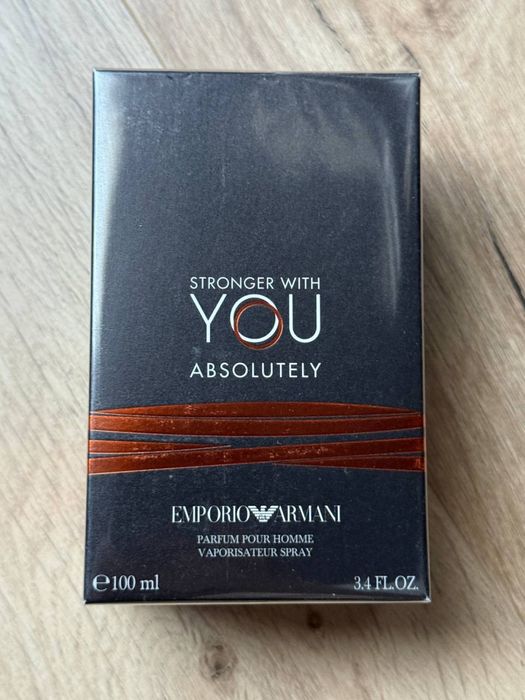 STRONGER WITH
YOU
ABSOLUTELY
EMPORIO ARMANI
PARFUM POUR HOMME
VAPORISATEUR SPRAY
℮100 ml 3.4 FL.OZ.